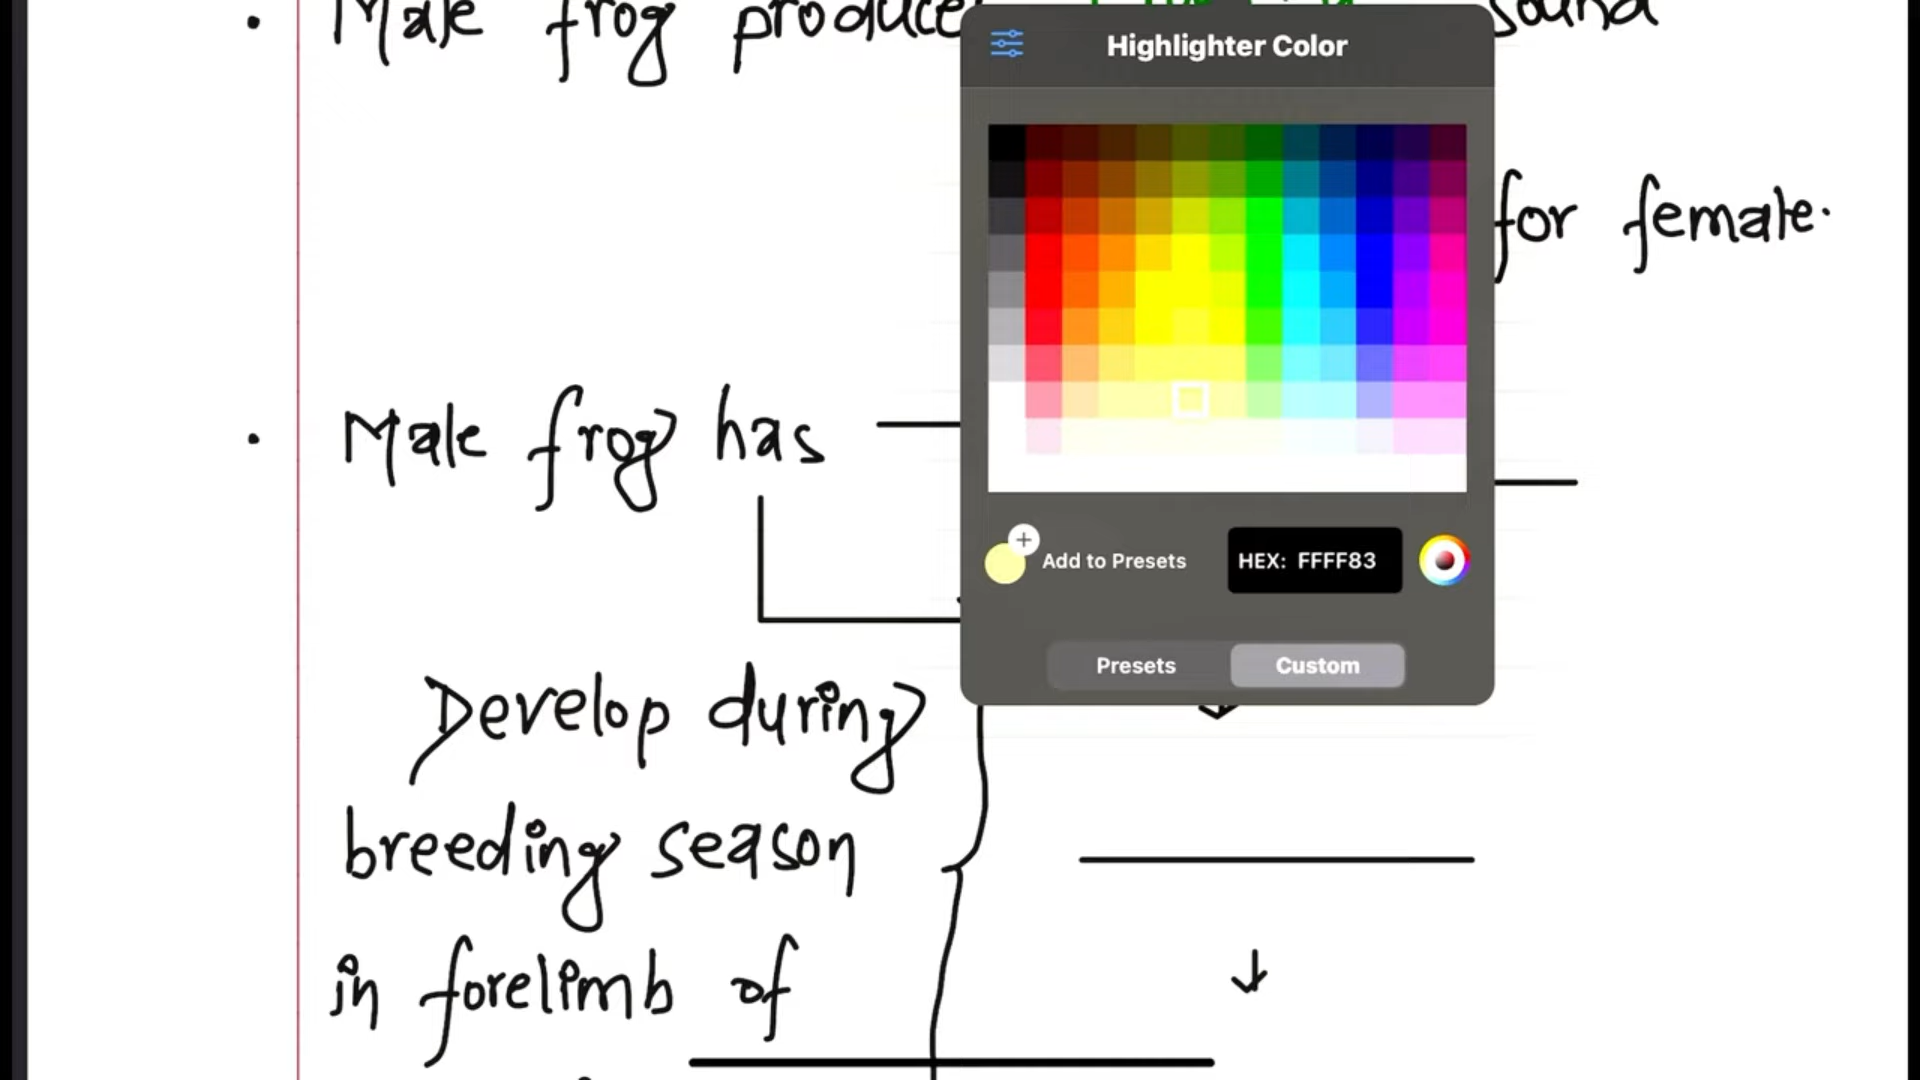 • Male frog produce sound
Highlighter Color
for female.
• Male frog has
HEX: FFFF83
Add to Presets
Presets
Custom
Develop during
breeding season
in forelimb of